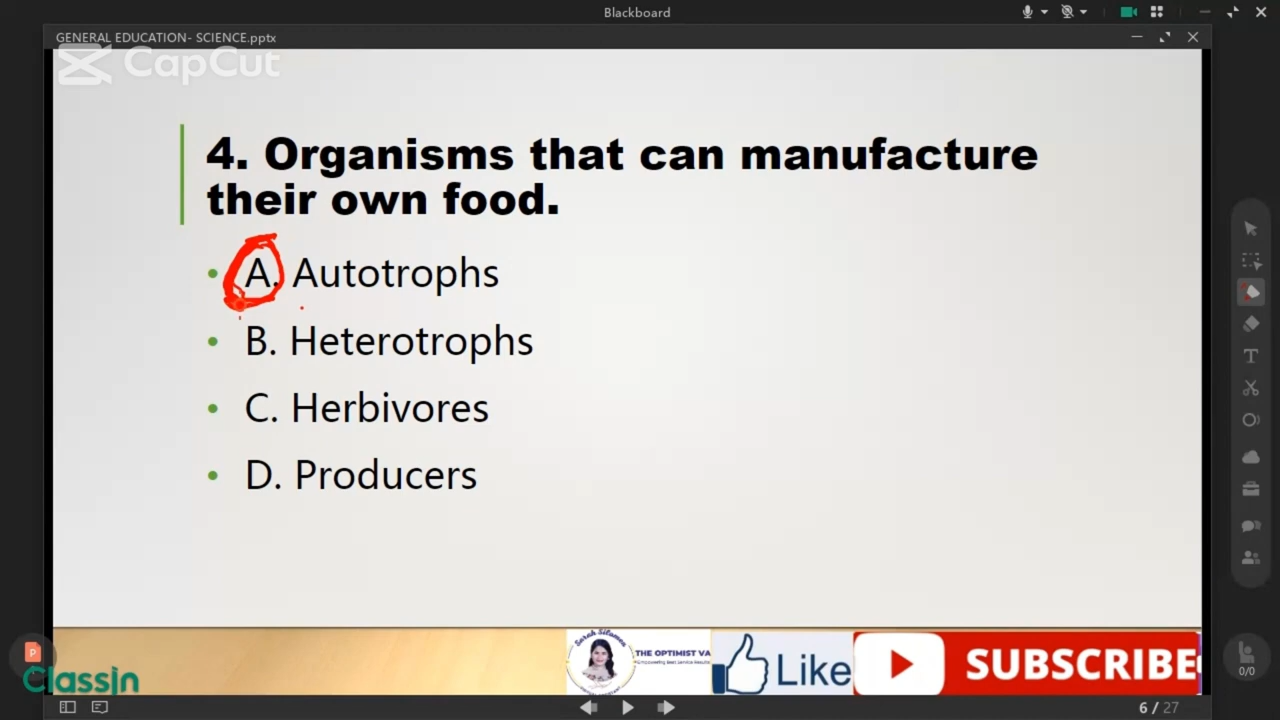 Blackboard
GENERAL EDUCATION- SCIENCE.pptx
CapCut
4. Organisms that can manufacture
their own food.
• A. Autotrophs
• B. Heterotrophs
• C. Herbivores
• D. Producers
Sarah
THE OPTIMIST VA
Like
SUBSCRIBE
P
ClassIn
6 / 27
0/0
T